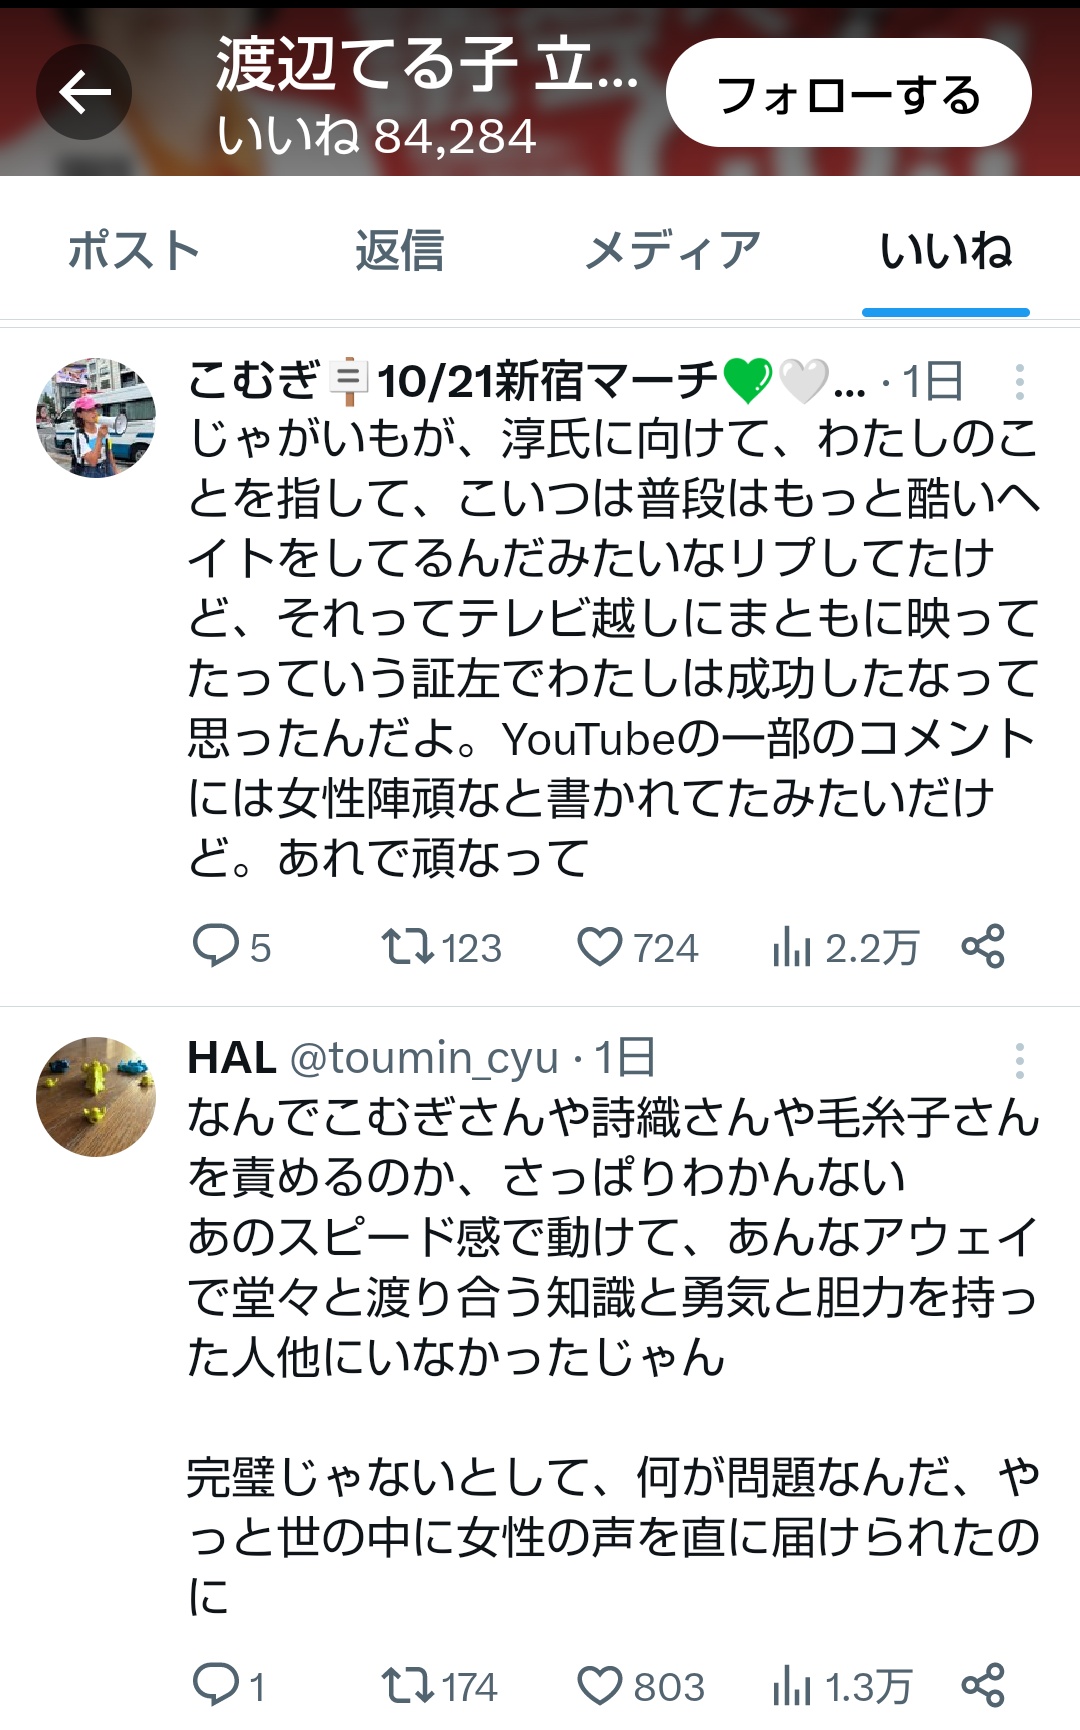 渡辺てる子 立...
いいね 84,284
フォローする
ポスト 返信 メディア いいね
こむぎ🪧10/21新宿マーチ💚🤍... · 1日
じゃがいもが、淳氏に向けて、わたしのこ
とを指して、こいつは普段はもっと酷いヘ
イトをしてるんだみたいなリプしてたけ
ど、それってテレビ越しにまともに映って
たっていう証左でわたしは成功したなって
思ったんだよ。YouTubeの一部のコメント
には女性陣頑なと書かれてたみたいだけ
ど。あれで頑なって
5 123 724 2.2万
HAL @toumin_cyu · 1日
なんでこむぎさんや詩織さんや毛糸子さん
を責めるのか、さっぱりわかんない
あのスピード感で動けて、あんなアウェイ
で堂々と渡り合う知識と勇気と胆力を持っ
た人他にいなかったじゃん
完璧じゃないとして、何が問題なんだ、や
っと世の中に女性の声を直に届けられたの
に
1 174 803 1.3万